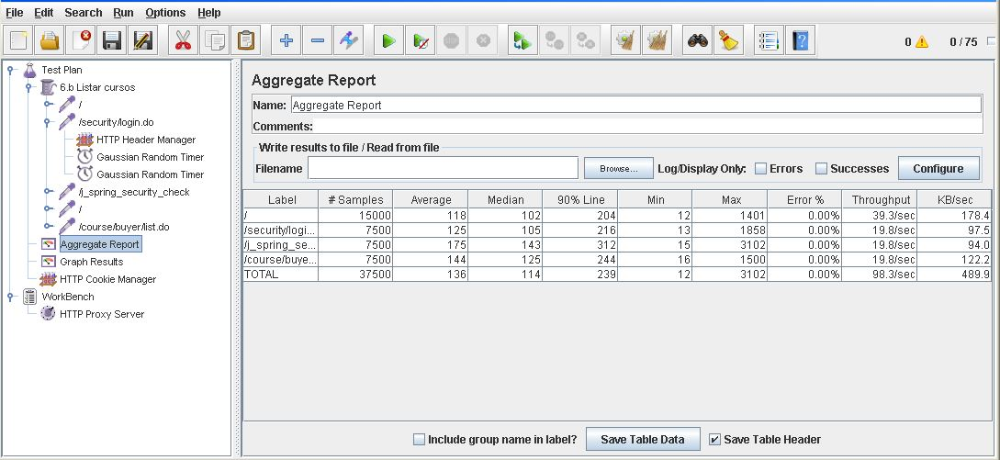 File Edit Search Run Options Help
0 0 / 75
Test Plan
6.b Listar cursos
/
/security/login.do
HTTP Header Manager
Gaussian Random Timer
Gaussian Random Timer
/j_spring_security_check
/
/course/buyer/list.do
Aggregate Report
Graph Results
HTTP Cookie Manager
WorkBench
HTTP Proxy Server
Aggregate Report
Name: Aggregate Report
Comments:
Write results to file / Read from file
Filename Browse... Log/Display Only: Errors Successes Configure
Label # Samples Average Median 90% Line Min Max Error % Throughput KB/sec
/ 15000 118 102 204 12 1401 0.00% 39.3/sec 178.4
/security/logi... 7500 125 105 216 13 1858 0.00% 19.8/sec 97.5
/j_spring_se... 7500 175 143 312 15 3102 0.00% 19.8/sec 94.0
/course/buye... 7500 144 125 244 16 1500 0.00% 19.8/sec 122.2
TOTAL 37500 136 114 239 12 3102 0.00% 98.3/sec 489.9
Include group name in label? Save Table Data Save Table Header